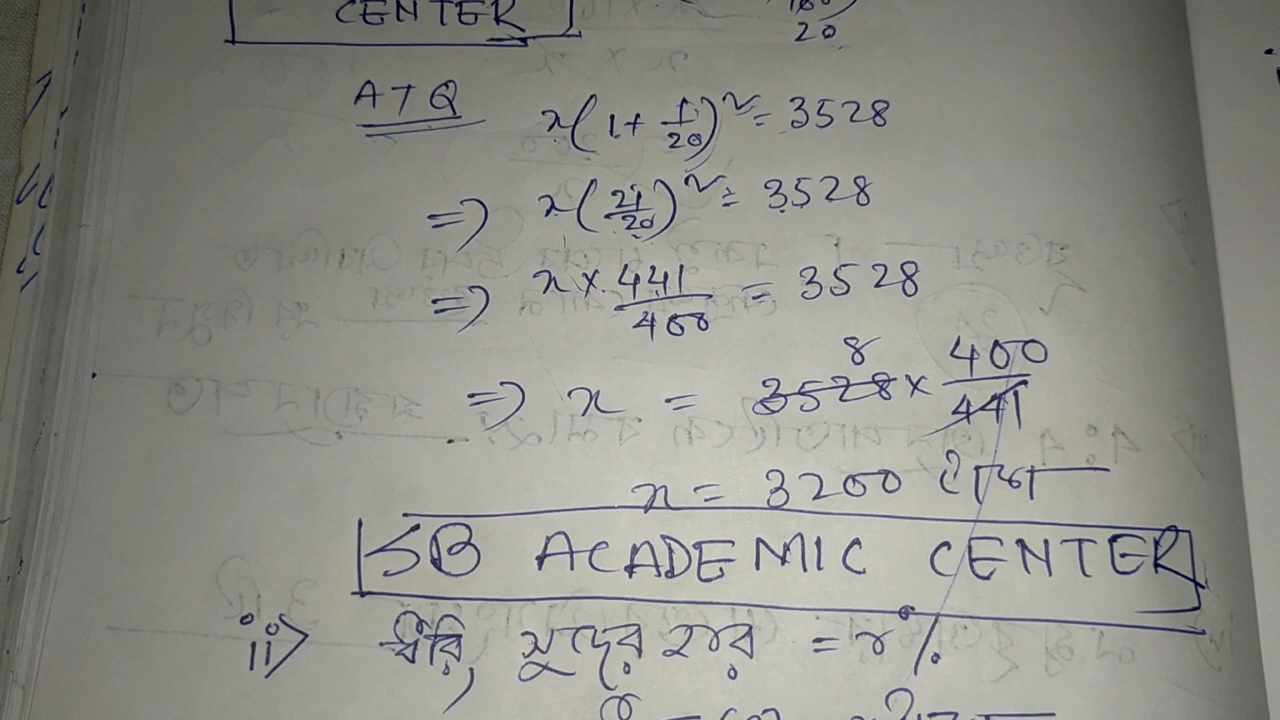 CENTER
20
ATQ x(1 + 1/20)² = 3528
=> x(21/20)² = 3528
=> x × 441/400 = 3528
8
=> x = 3528 × 400/441
x = 3200 টাকা
SB ACADEMIC CENTER
ii> ধরি, সুদের হার = r%